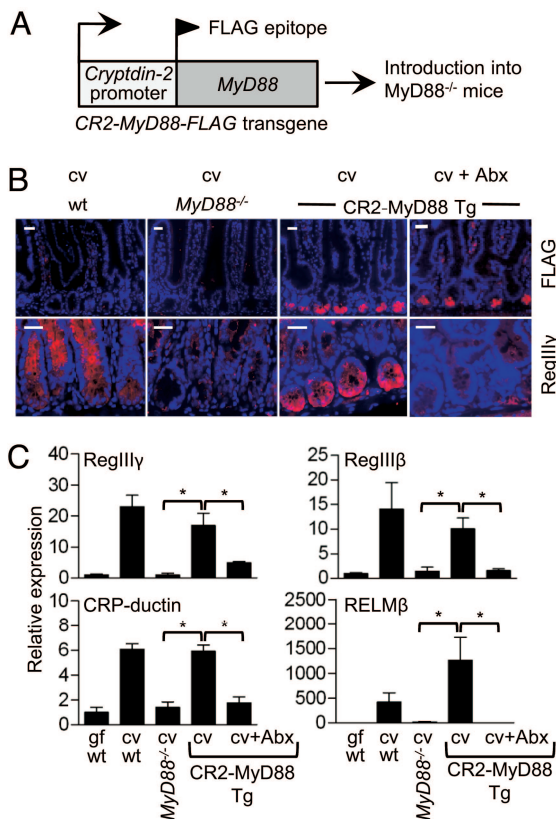 A
FLAG epitope
Cryptdin-2 promoter
MyD88
CR2-MyD88-FLAG transgene
Introduction into
MyD88-/- mice
B
cv cv cv cv + Abx
wt MyD88-/- CR2-MyD88 Tg
FLAG
RegIIIγ
C
Relative expression
RegIIIγ
40
30
20
10
0
* *
RegIIIβ
25
20
15
10
5
0
* *
CRP-ductin
8
6
4
2
0
* *
RELMβ
2500
2000
1500
1000
500
0
* *
gf wt
cv wt
cv MyD88-/-
cv cv+Abx
CR2-MyD88
Tg
gf wt
cv wt
cv MyD88-/-
cv cv+Abx
CR2-MyD88
Tg